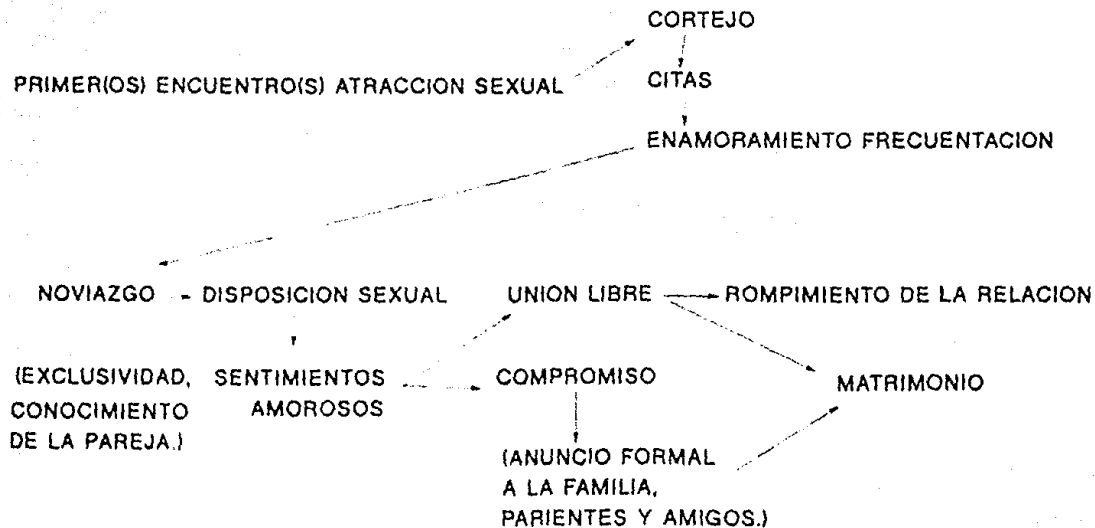 CORTEJO
PRIMER(OS) ENCUENTRO(S) ATRACCION SEXUAL
CITAS
ENAMORAMIENTO FRECUENTACION
NOVIAZGO - DISPOSICION SEXUAL
UNION LIBRE
ROMPIMIENTO DE LA RELACION
(EXCLUSIVIDAD,
CONOCIMIENTO
DE LA PAREJA.)
SENTIMIENTOS
AMOROSOS
COMPROMISO
MATRIMONIO
(ANUNCIO FORMAL
A LA FAMILIA,
PARIENTES Y AMIGOS.)